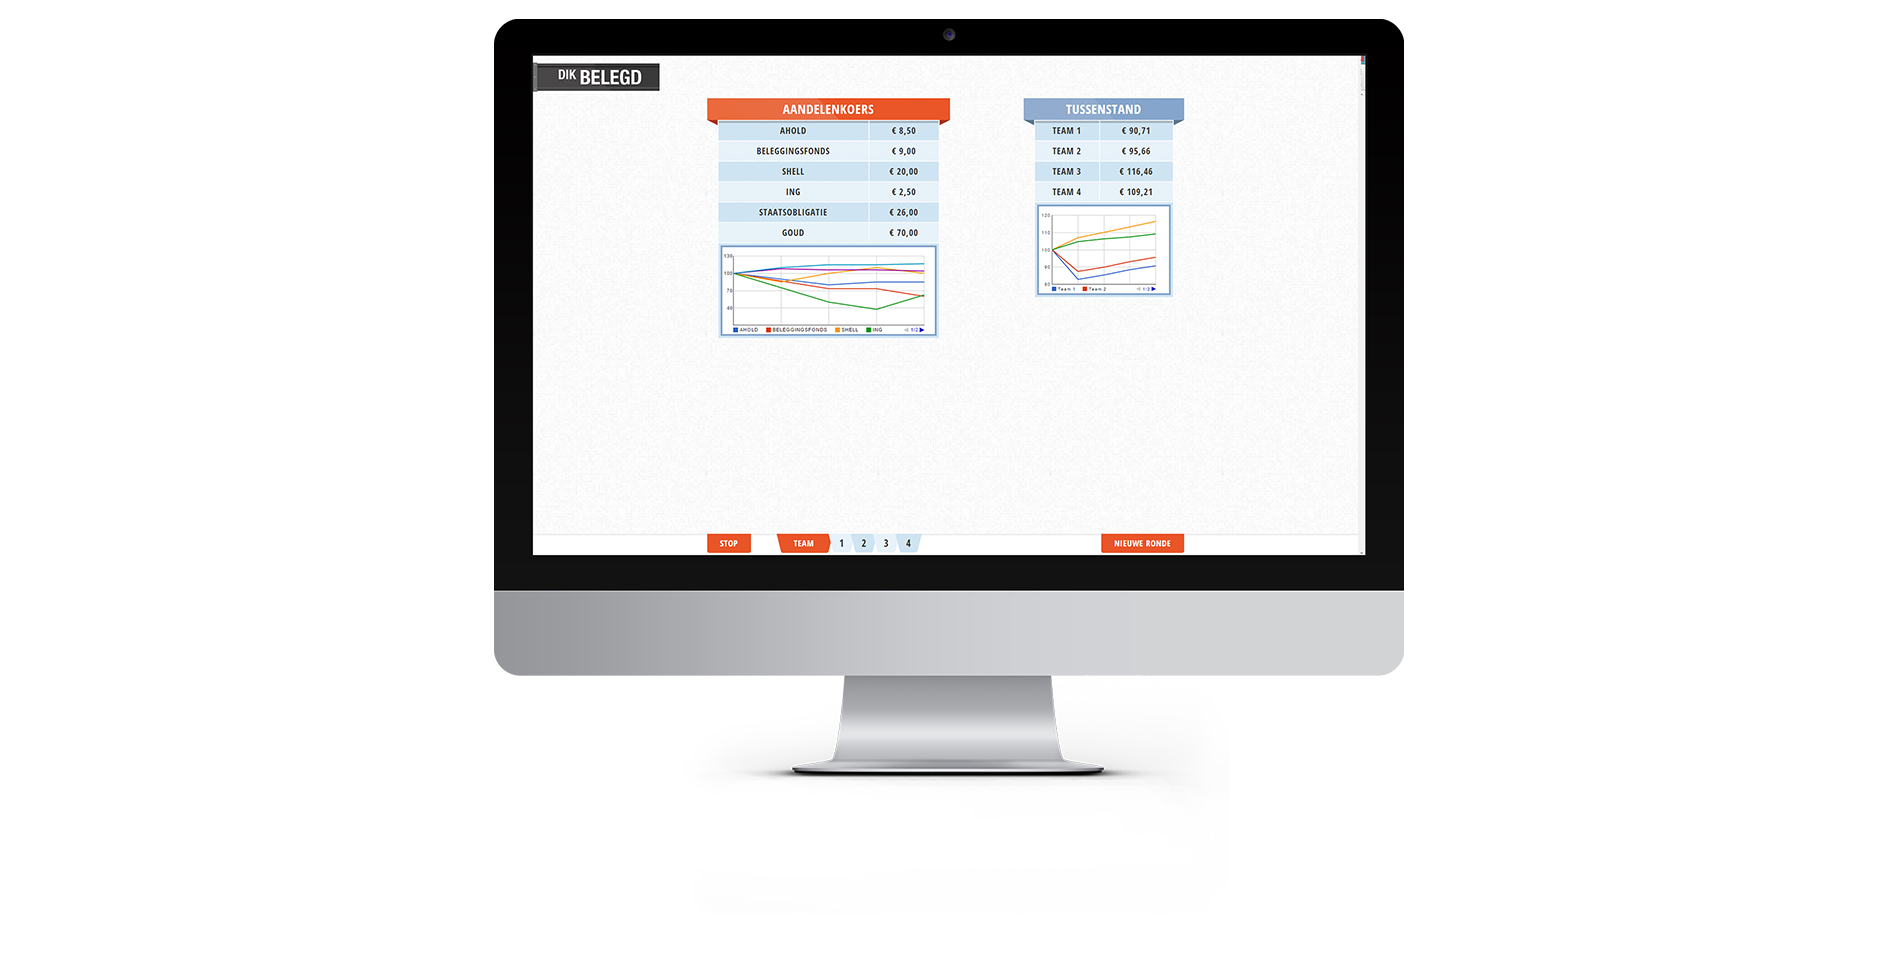 DIK BELEGD
AANDELENKOERS
AHOLD € 8,50
BELEGGINGSFONDS € 9,00
SHELL € 20,00
ING € 2,50
STAATSOBLIGATIE € 26,00
GOUD € 70,00
130
100
70
40
AHOLD BELEGGINGSFONDS SHELL ING 1/2
TUSSENSTAND
TEAM 1 € 90,71
TEAM 2 € 95,66
TEAM 3 € 116,46
TEAM 4 € 109,21
120
110
100
90
80
Team 1 Team 2 1/2
STOP TEAM 1 2 3 4 NIEUWE RONDE